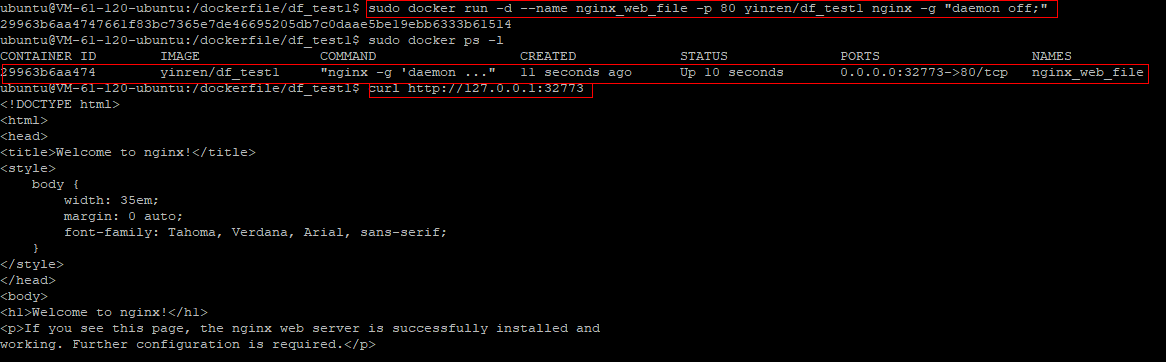 ubuntu@VM-61-120-ubuntu:/dockerfile/df_test1$ sudo docker run -d --name nginx_web_file -p 80 yinren/df_test1 nginx -g "daemon off;"
29963b6aa4747661f83bc7365e7de46695205db7c0daae5be19ebb6333b61514
ubuntu@VM-61-120-ubuntu:/dockerfile/df_test1$ sudo docker ps -l
CONTAINER ID        IMAGE               COMMAND             CREATED             STATUS              PORTS                   NAMES
29963b6aa474        yinren/df_test1     "nginx -g 'daemon ..."   11 seconds ago      Up 10 seconds       0.0.0.0:32773->80/tcp   nginx_web_file
ubuntu@VM-61-120-ubuntu:/dockerfile/df_test1$ curl http://127.0.0.1:32773
<!DOCTYPE html>
<html>
<head>
<title>Welcome to nginx!</title>
<style>
    body {
        width: 35em;
        margin: 0 auto;
        font-family: Tahoma, Verdana, Arial, sans-serif;
    }
</style>
</head>
<body>
<h1>Welcome to nginx!</h1>
<p>If you see this page, the nginx web server is successfully installed and
working. Further configuration is required.</p>